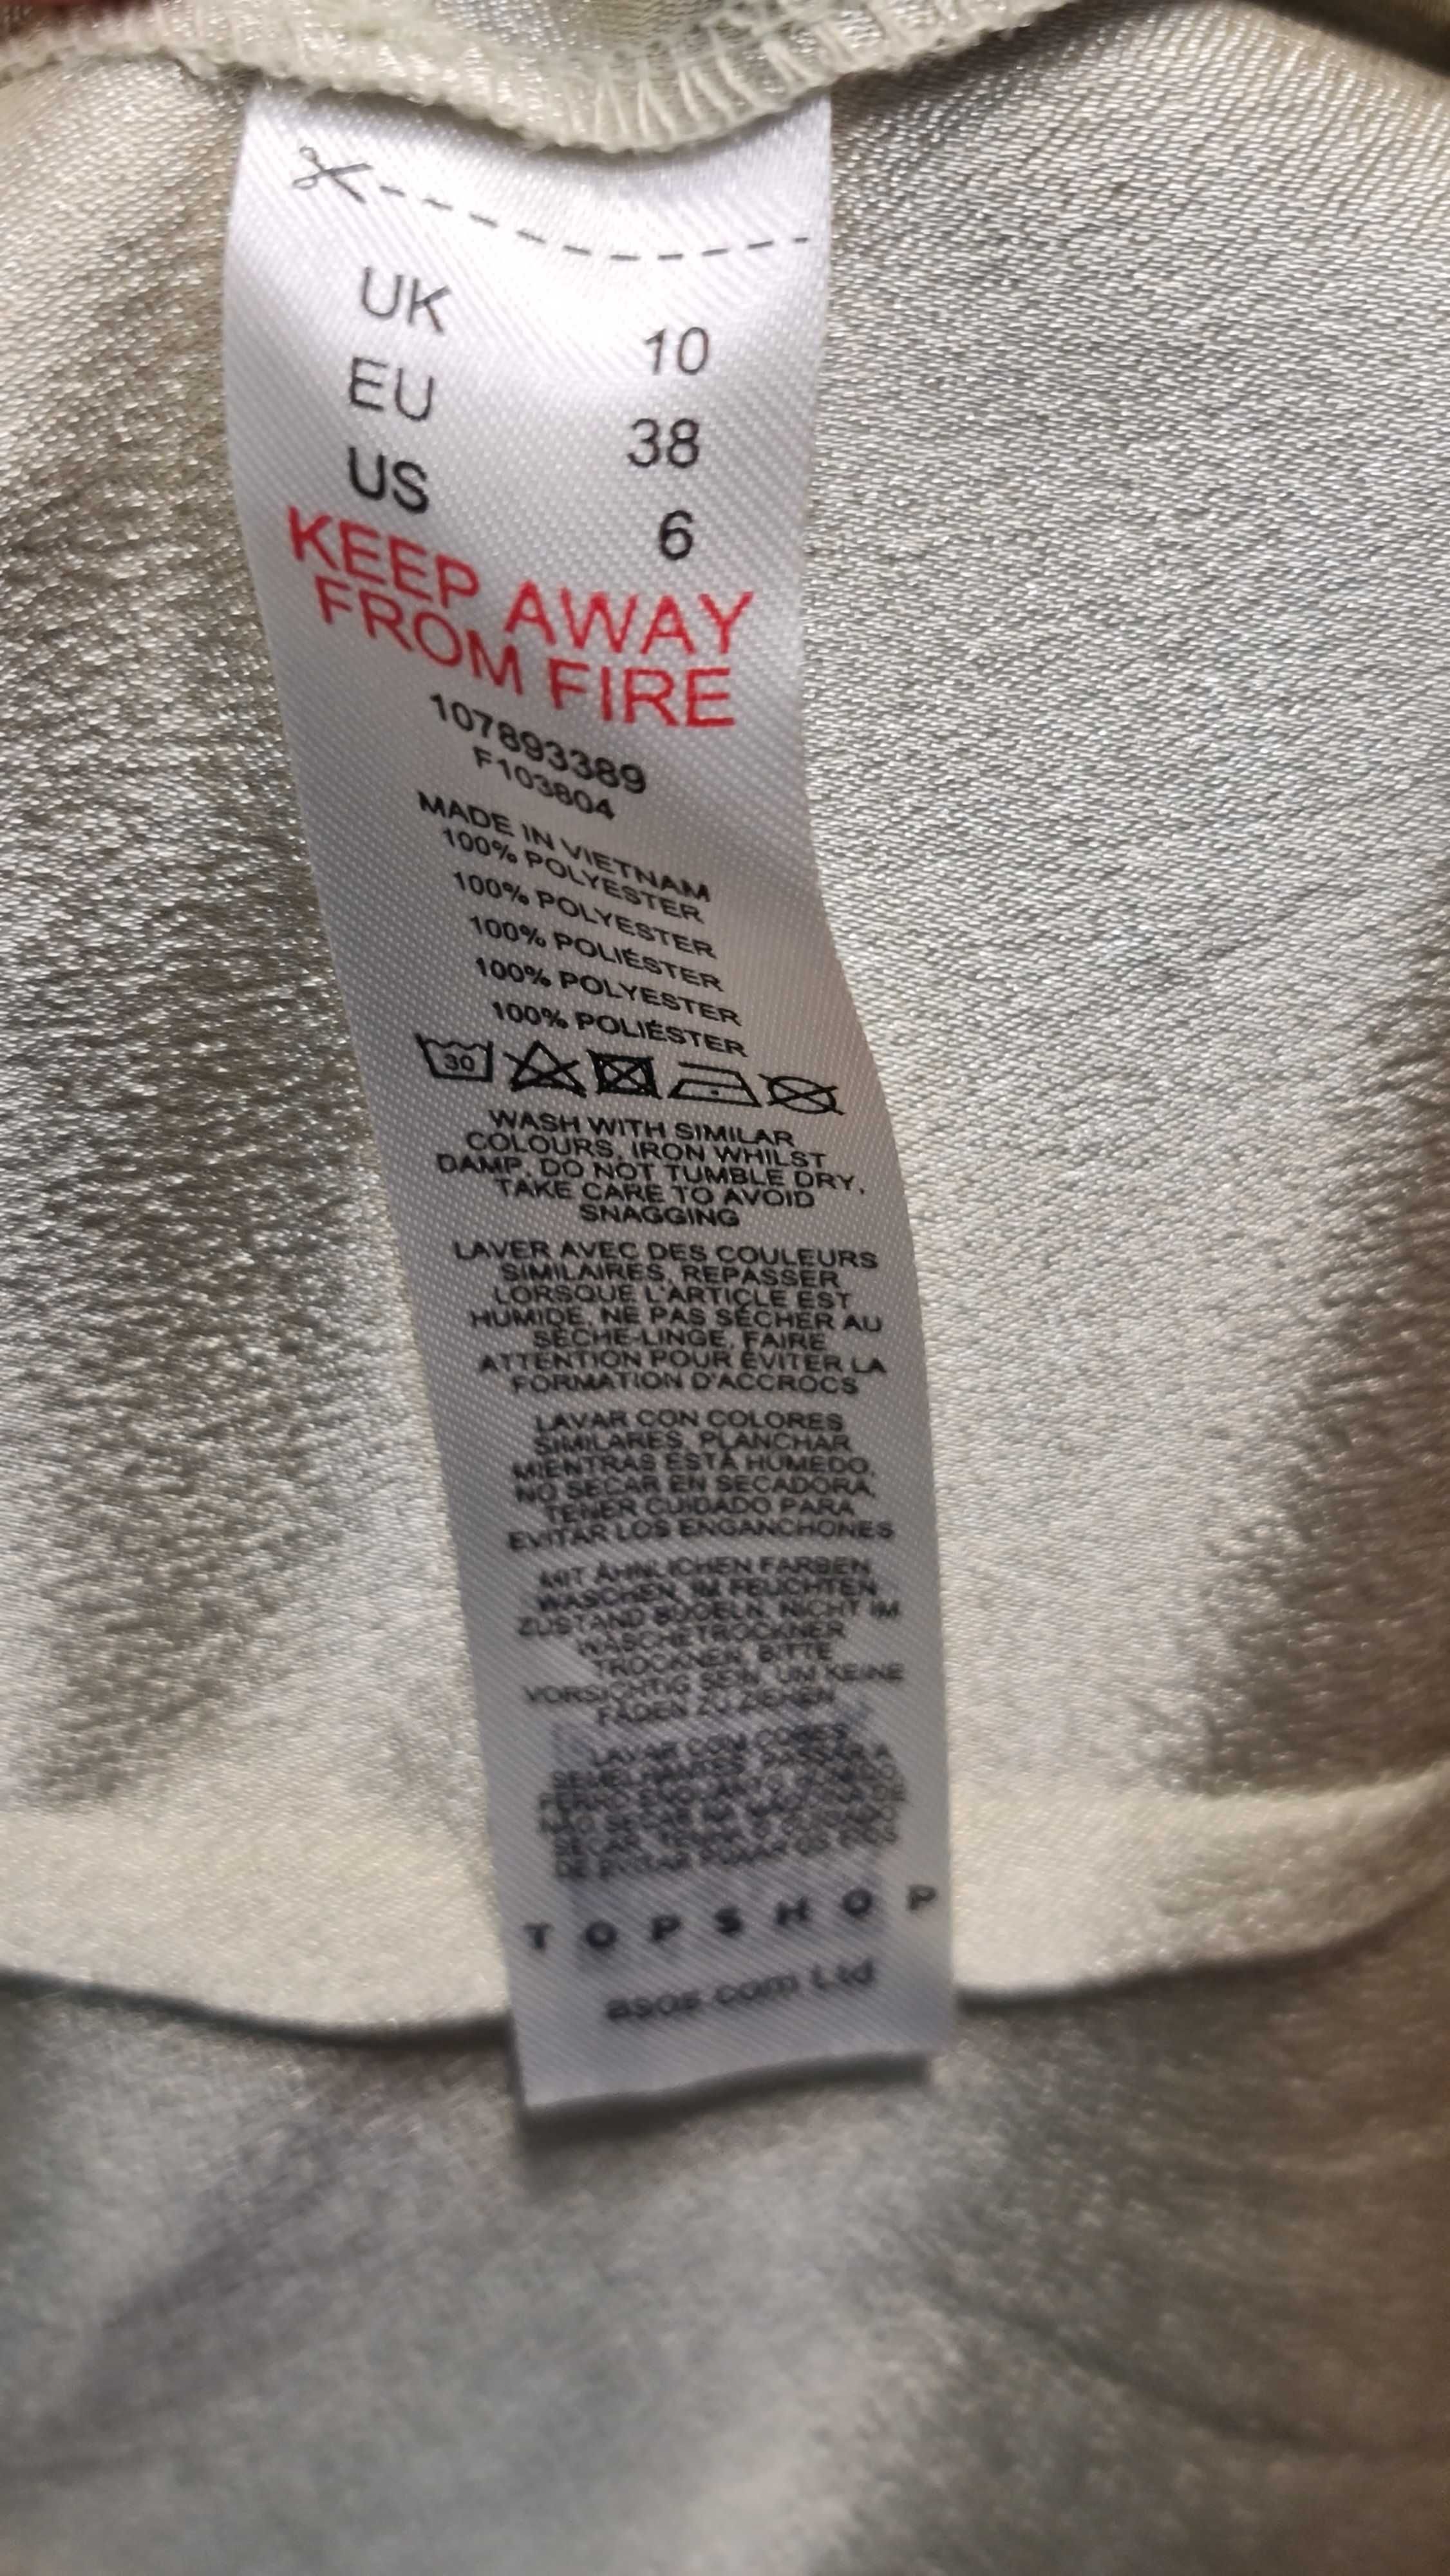 UK 10
EU 38
US 6
KEEP AWAY
FROM FIRE
107893389
F103804
MADE IN VIETNAM
100% POLYESTER
100% POLYESTER
100% POLIÉSTER
100% POLYESTER
100% POLIÉSTER
30
WASH WITH SIMILAR
COLOURS, IRON WHILST
DAMP, DO NOT TUMBLE DRY,
TAKE CARE TO AVOID
SNAGGING
LAVER AVEC DES COULEURS
SIMILAIRES, REPASSER
LORSQUE L'ARTICLE EST
HUMIDE, NE PAS SÉCHER AU
SÈCHE-LINGE, FAIRE
ATTENTION POUR ÉVITER LA
FORMATION D'ACCROCS
LAVAR CON COLORES
SIMILARES, PLANCHAR
MIENTRAS ESTÁ HÚMEDO,
NO SECAR EN SECADORA,
TENER CUIDADO PARA
EVITAR LOS ENGANCHONES
MIT ÄHNLICHEN FARBEN
WASCHEN, IM FEUCHTEN
ZUSTAND BÜGELN, NICHT IM
WÄSCHETROCKNER
TROCKNER, BITTE
VORSICHTIG SEIN, UM KEINE
FÄDEN ZU ZIEHEN
LAVAR COM CORES
TOPSHOP
asos.com Ltd